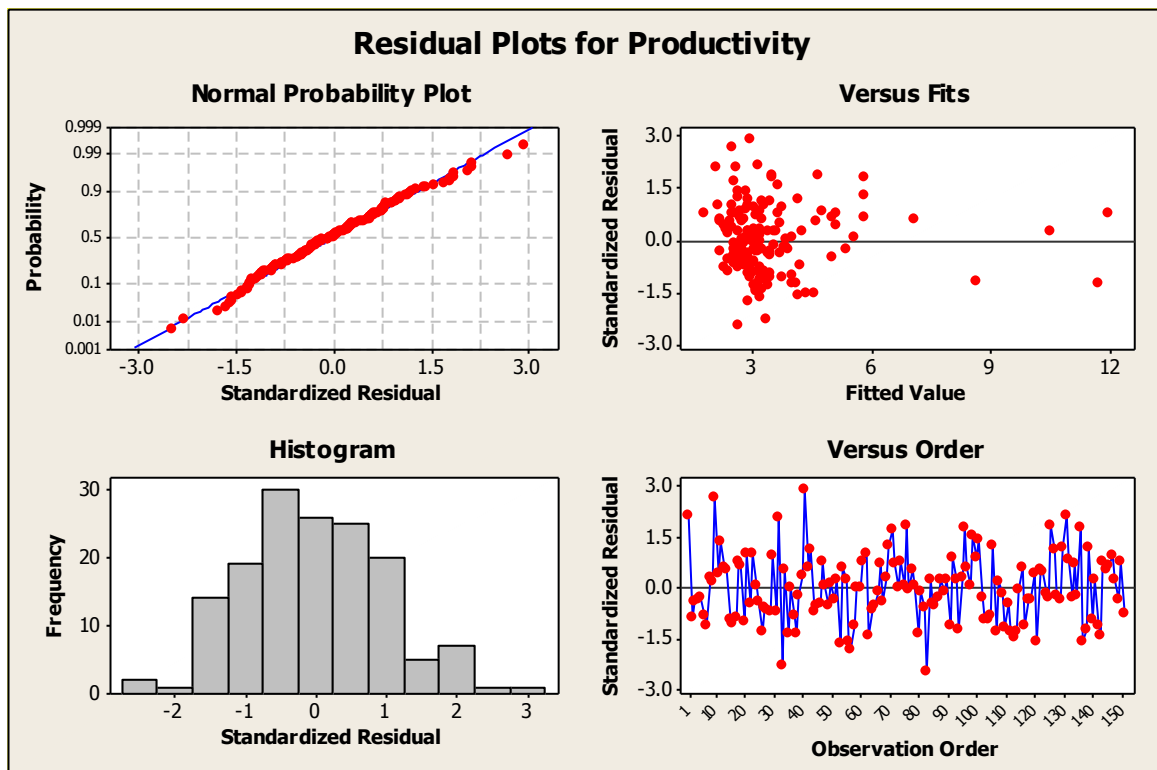 Residual Plots for Productivity
Normal Probability Plot
0.999
0.99
0.9
0.5
0.1
0.01
0.001
Probability
-3.0 -1.5 0.0 1.5 3.0
Standardized Residual
Versus Fits
3.0
1.5
0.0
-1.5
-3.0
Standardized Residual
3 6 9 12
Fitted Value
Histogram
30
20
10
0
Frequency
-2 -1 0 1 2 3
Standardized Residual
Versus Order
3.0
1.5
0.0
-1.5
-3.0
Standardized Residual
1 10 20 30 40 50 60 70 80 90 100 110 120 130 140 150
Observation Order